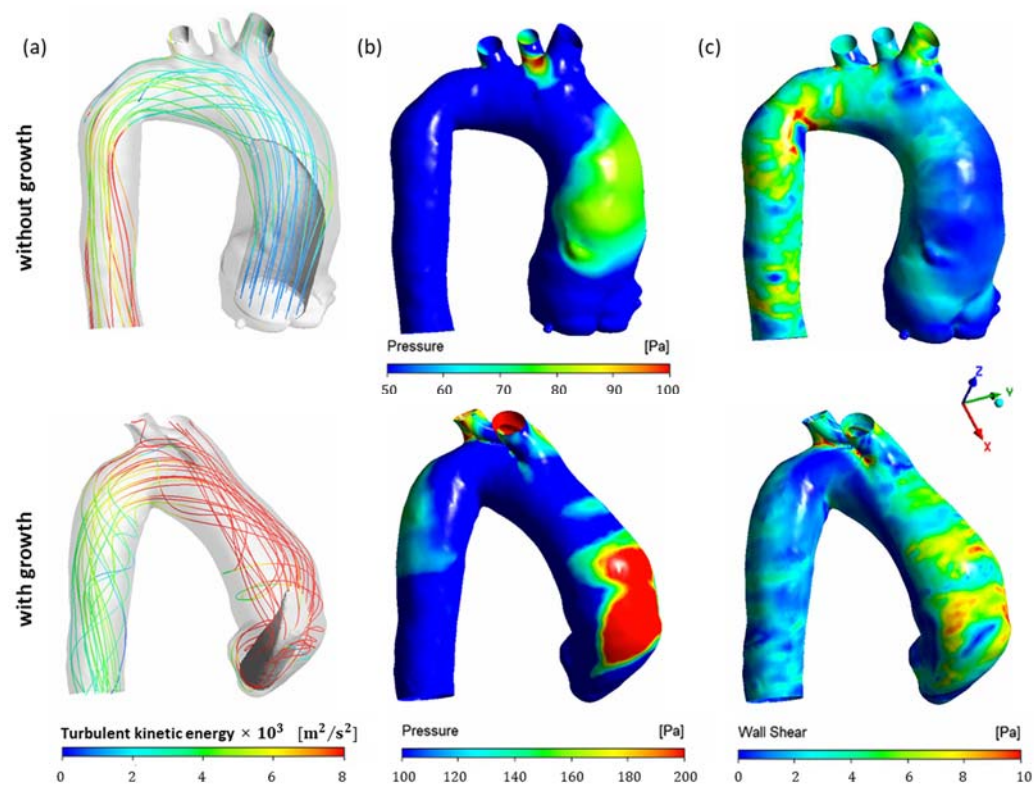 (a)
(b)
(c)
without growth
Pressure [Pa]
50 60 70 80 90 100
Z
Y
X
with growth
Turbulent kinetic energy × 10³ [m²/s²]
0 2 4 6 8
Pressure [Pa]
100 120 140 160 180 200
Wall Shear [Pa]
0 2 4 6 8 10